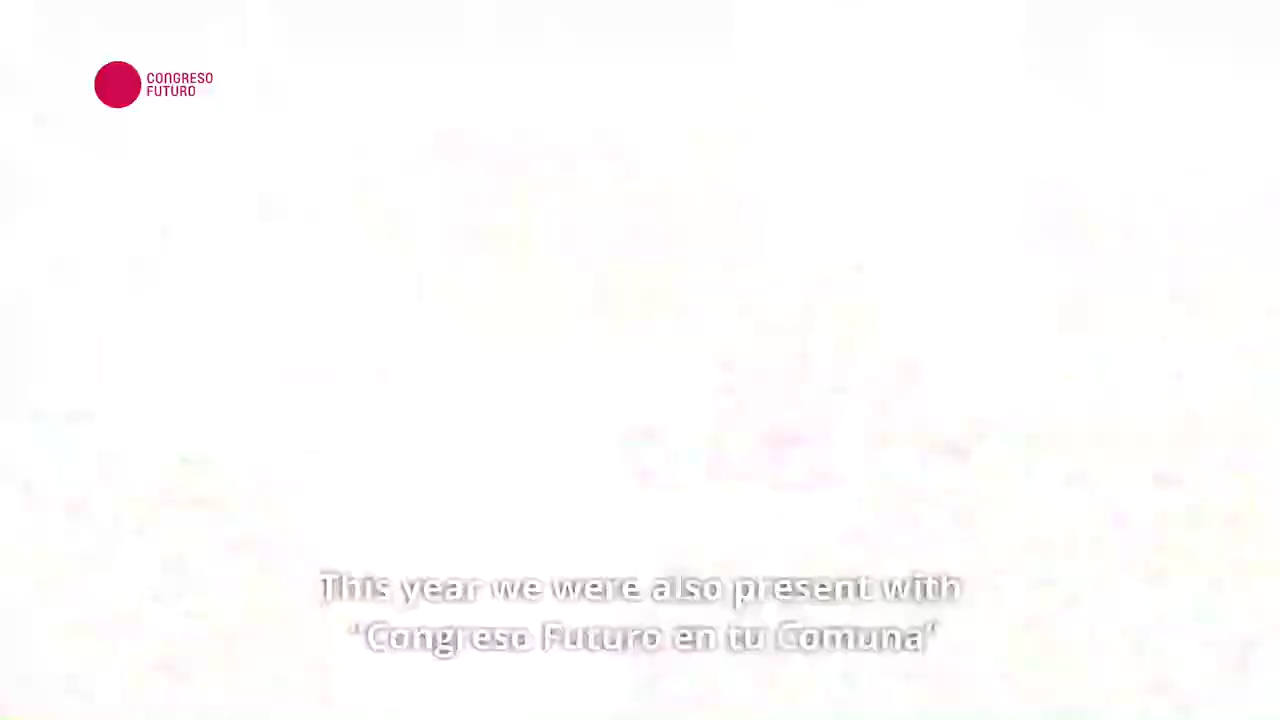 CONGRESO
FUTURO
This year we were also present with
"Congreso Futuro en tu Comuna"